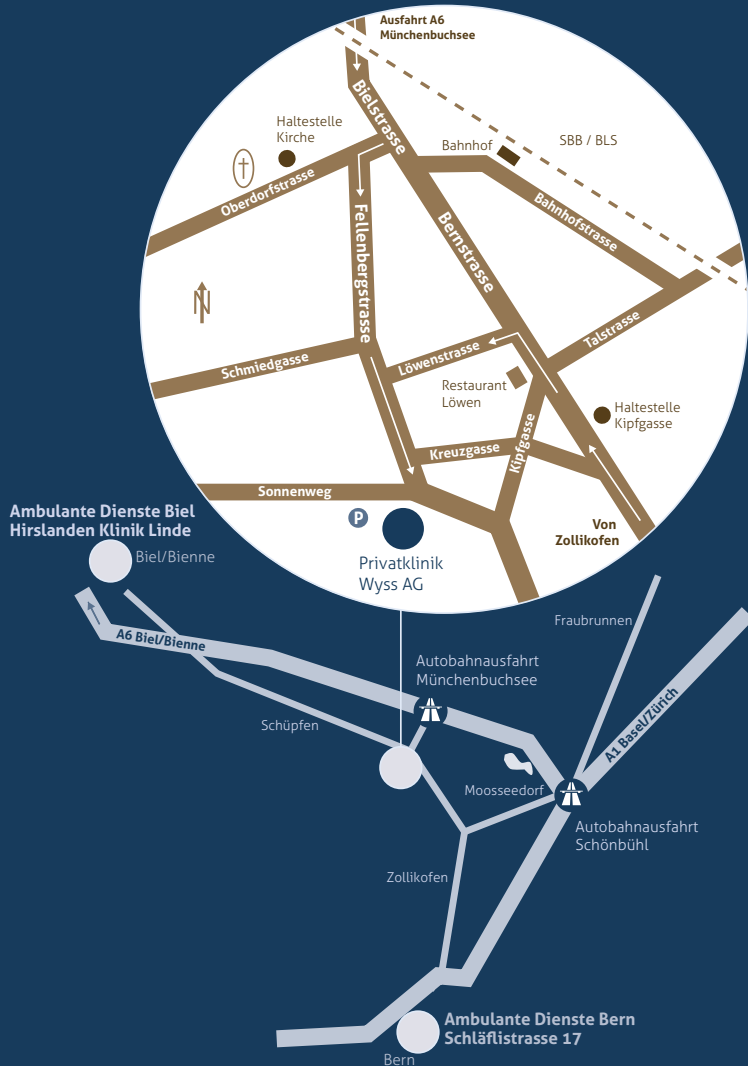 Ausfahrt A6
Münchenbuchsee
Bielstrasse
Haltestelle
Kirche
Bahnhof
SBB / BLS
Oberdorfstrasse
Fellenbergstrasse
Bernstrasse
Bahnhofstrasse
N
Schmiedgasse
Löwenstrasse
Talstrasse
Restaurant
Löwen
Haltestelle
Kipfgasse
Kreuzgasse
Kipfgasse
Sonnenweg
P
Von
Zollikofen
Privatklinik
Wyss AG
Ambulante Dienste Biel
Hirslanden Klinik Linde
Biel/Bienne
A6 Biel/Bienne
Fraubrunnen
Autobahnausfahrt
Münchenbuchsee
Schüpfen
A1 Basel/Zürich
Moosseedorf
Autobahnausfahrt
Schönbühl
Zollikofen
Ambulante Dienste Bern
Schläflistrasse 17
Bern